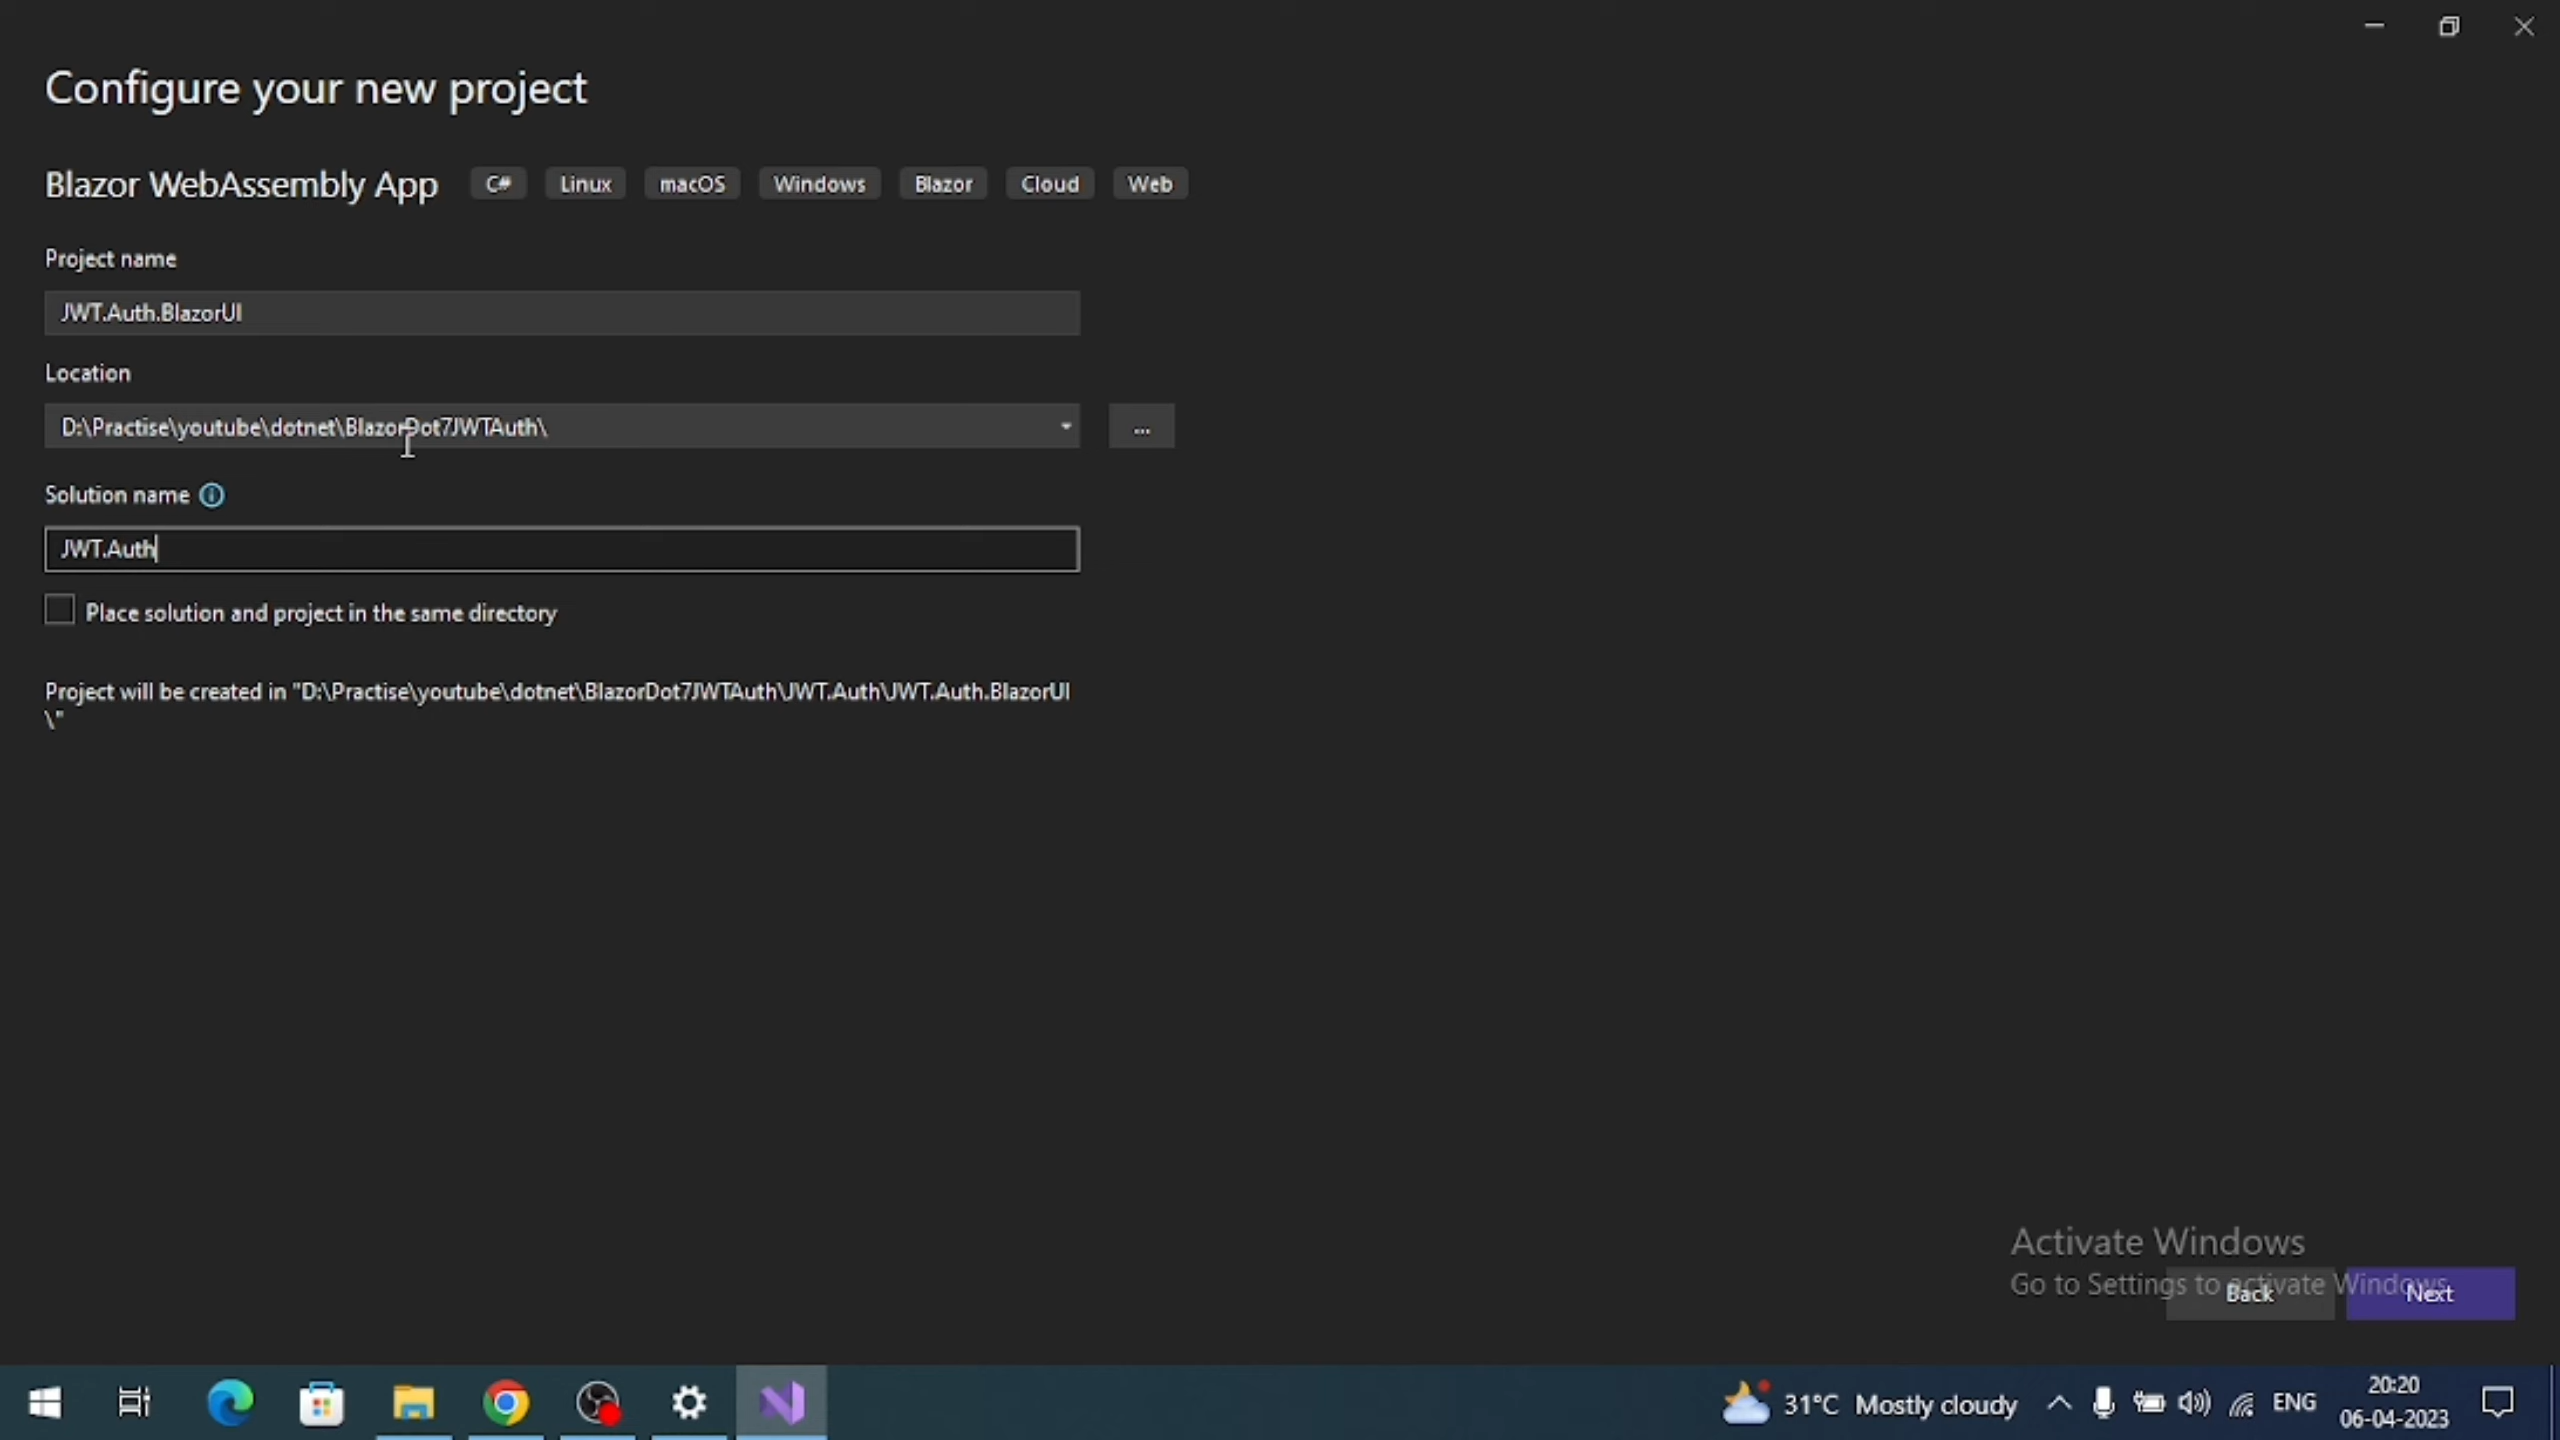 Configure your new project
Blazor WebAssembly App C# Linux macOS Windows Blazor Cloud Web
Project name
JWT.Auth.BlazorUI
Location
D:\Practise\youtube\dotnet\BlazorDot7JWTAuth\
...
Solution name
JWT.Auth
Place solution and project in the same directory
Project will be created in "D:\Practise\youtube\dotnet\BlazorDot7JWTAuth\JWT.Auth\JWT.Auth.BlazorUI
\"
Activate Windows
Go to Settings to activate Windows.
Back Next
31°C Mostly cloudy ENG 20:20
06-04-2023